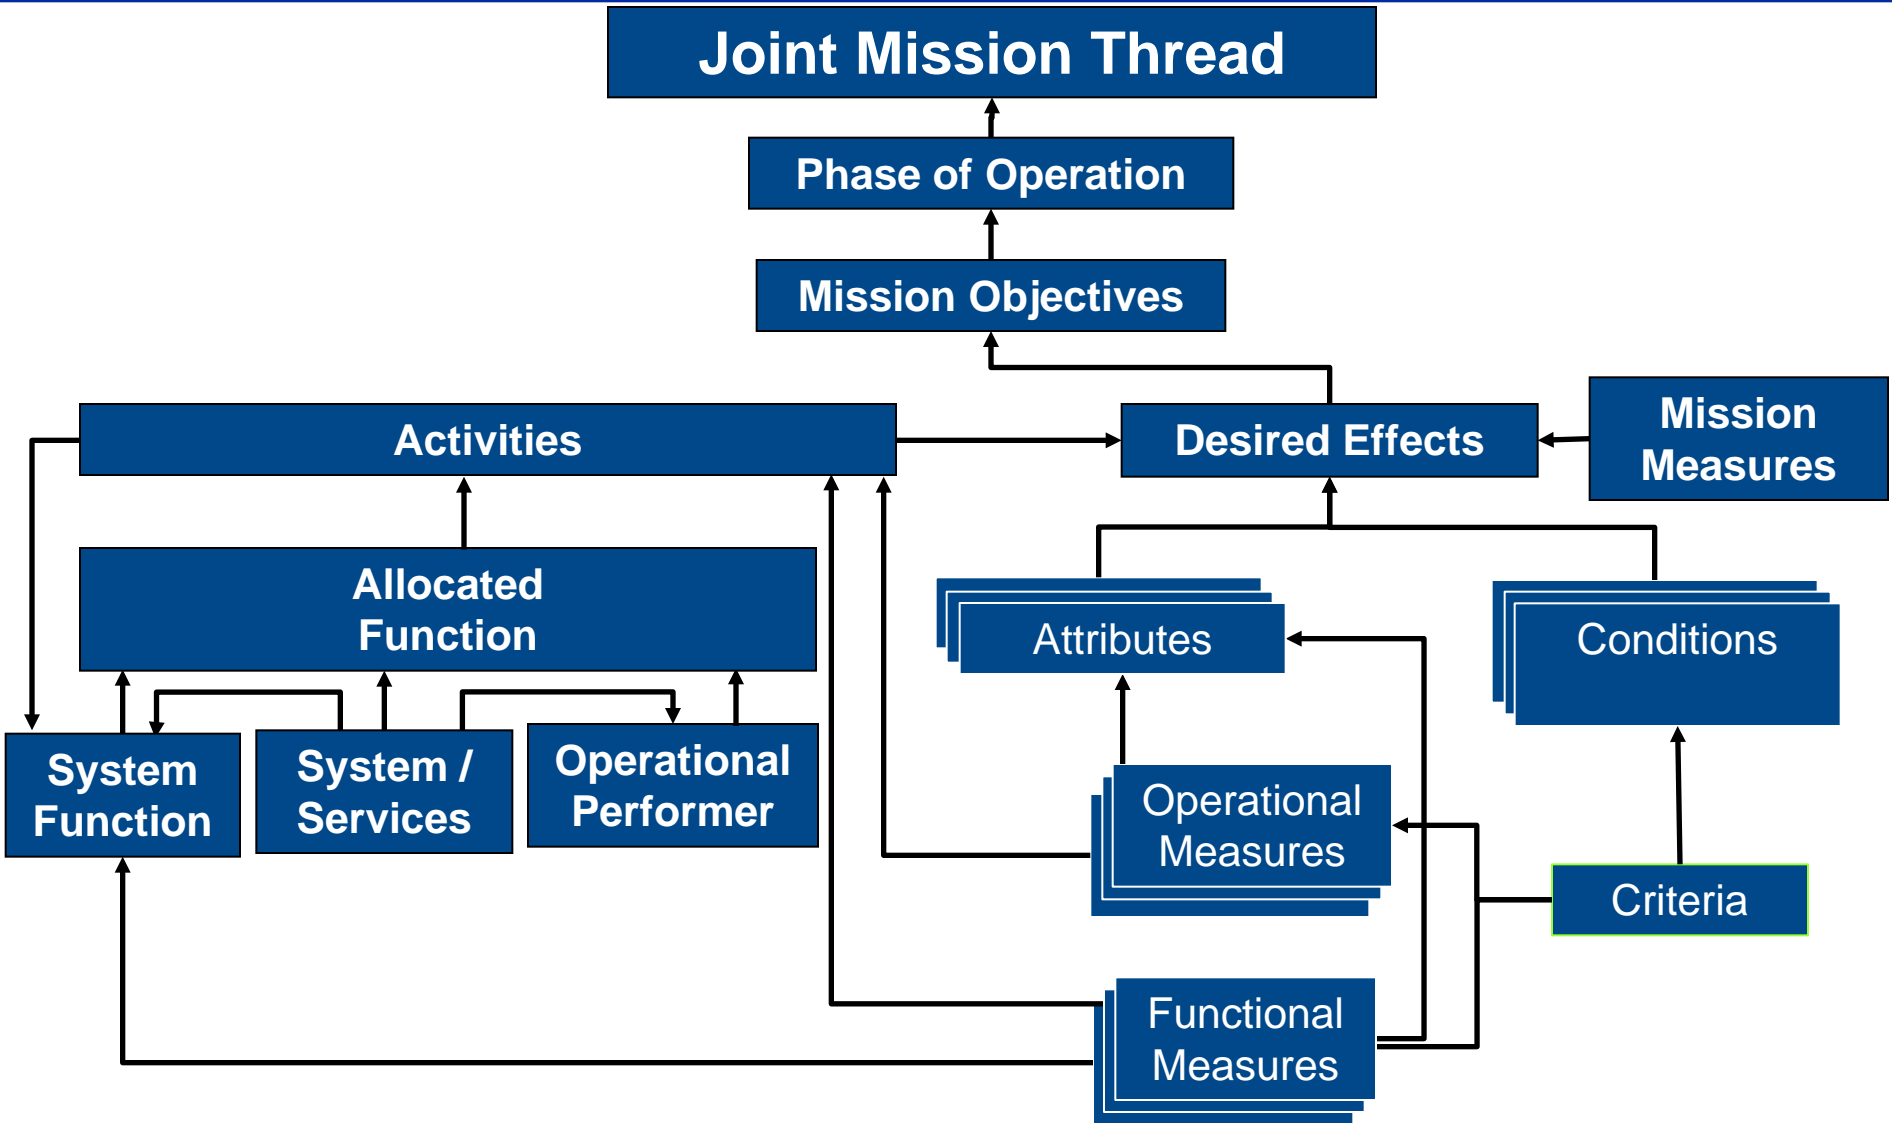 Joint Mission Thread
Phase of Operation
Mission Objectives
Activities
Desired Effects
Mission
Measures
Allocated
Function
Attributes
Conditions
System
Function
System /
Services
Operational
Performer
Operational
Measures
Criteria
Functional
Measures